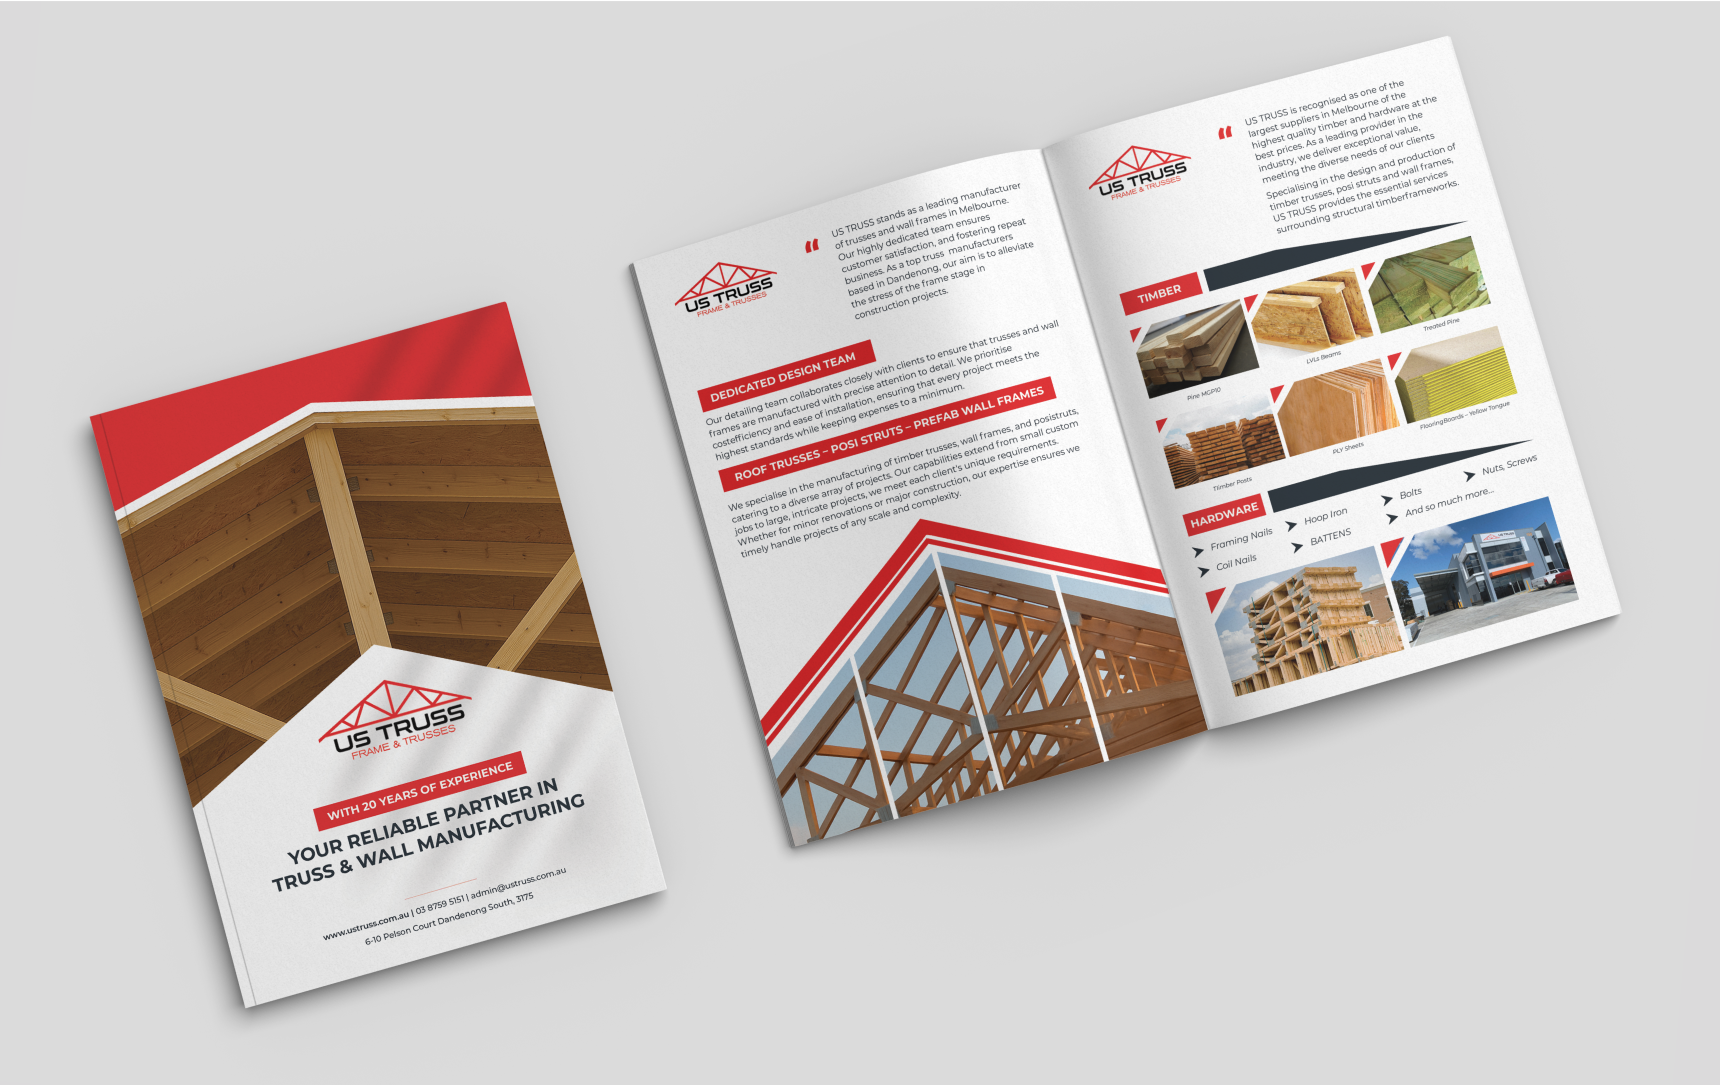 US TRUSS
FRAME & TRUSSES
WITH 20 YEARS OF EXPERIENCE
YOUR RELIABLE PARTNER IN
TRUSS & WALL MANUFACTURING
www.ustruss.com.au | 03 8759 5151 | admin@ustruss.com.au
6-10 Pelson Court Dandenong South, 3175
US TRUSS
FRAME & TRUSSES
“
US TRUSS stands as a leading manufacturer
of trusses and wall frames in Melbourne.
Our highly dedicated team ensures
customer satisfaction, and fostering repeat
business. As a top truss manufacturers
based in Dandenong, our aim is to alleviate
the stress of the frame stage in
construction projects.
DEDICATED DESIGN TEAM
Our detailing team collaborates closely with clients to ensure that trusses and wall
frames are manufactured with precise attention to detail. We prioritise
costefficiency and ease of installation, ensuring that every project meets the
highest standards while keeping expenses to a minimum.
ROOF TRUSSES – POSI STRUTS – PREFAB WALL FRAMES
We specialise in the manufacturing of timber trusses, wall frames, and posistruts,
catering to a diverse array of projects. Our capabilities extend from small custom
jobs to large, intricate projects, we meet each client's unique requirements.
Whether for minor renovations or major construction, our expertise ensures we
timely handle projects of any scale and complexity.
US TRUSS
FRAME & TRUSSES
“
US TRUSS is recognised as one of the
largest suppliers in Melbourne of the
highest quality timber and hardware at the
best prices. As a leading provider in the
industry, we deliver exceptional value,
meeting the diverse needs of our clients
Specialising in the design and production of
timber trusses, posi struts and wall frames,
US TRUSS provides the essential services
surrounding structural timberframeworks.
TIMBER
Pine MGP10
LVLs Beams
Treated Pine
Tiimber Posts
PLY Sheets
FlooringBoards – Yellow Tongue
HARDWARE
Framing Nails
Hoop Iron
Bolts
Nuts, Screws
Coil Nails
BATTENS
And so much more...
US TRUSS